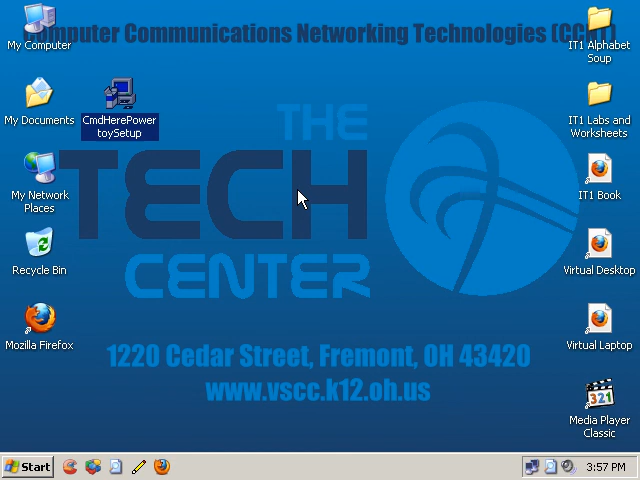 Computer Communications Networking Technologies (CCNT)
My Computer
IT1 Alphabet
Soup
My Documents
CmdHerePower
toySetup
IT1 Labs and
Worksheets
THE
TECH
CENTER
My Network
Places
IT1 Book
Recycle Bin
Virtual Desktop
Mozilla Firefox
Virtual Laptop
1220 Cedar Street, Fremont, OH 43420
www.vscc.k12.oh.us
321
Media Player
Classic
Start
3:57 PM